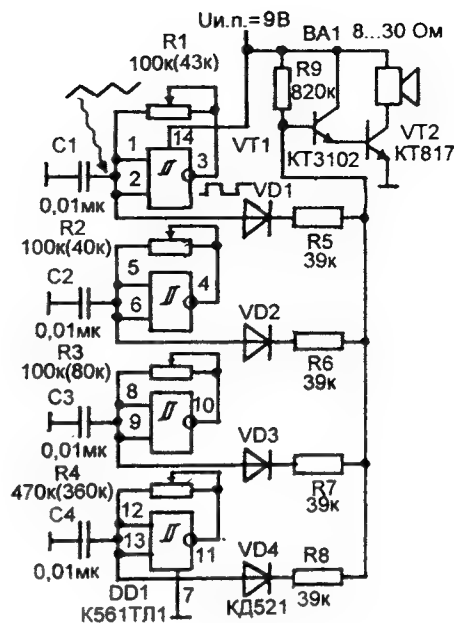 Uи.п.=9В
BA1 8...30 Ом
R1
100к(43к)
R9
820к
14
C1
1
2
3
VT1
КТ3102
VT2
КТ817
0,01мк
VD1
R2
100к(40к)
R5
39к
C2
5
6
4
0,01мк
VD2
R3
100к(80к)
R6
39к
C3
8
9
10
0,01мк
VD3
R4
470к(360к)
R7
39к
C4
12
13
11
0,01мк
7
VD4
R8
DD1
К561ТЛ1
КД521
39к